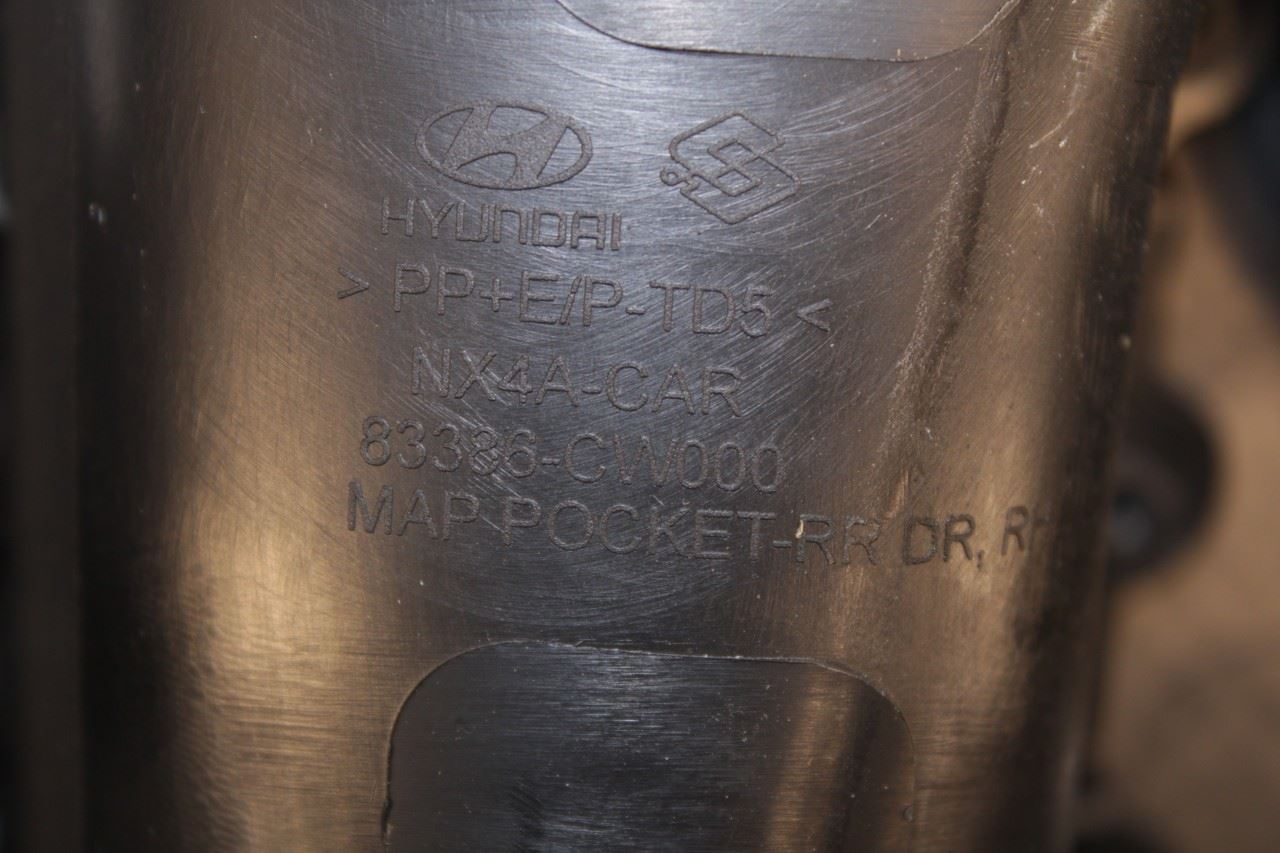 HYUNDAI
> PP+E/P-TD5 <
NX4A-CAR
83386-CW000
MAP POCKET-RR DR,